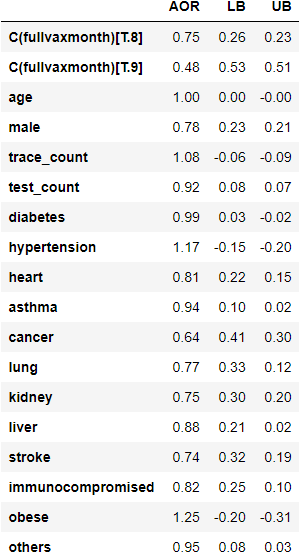 AOR LB UB
C(fullvaxmonth)[T.8] 0.75 0.26 0.23
C(fullvaxmonth)[T.9] 0.48 0.53 0.51
age 1.00 0.00 -0.00
male 0.78 0.23 0.21
trace_count 1.08 -0.06 -0.09
test_count 0.92 0.08 0.07
diabetes 0.99 0.03 -0.02
hypertension 1.17 -0.15 -0.20
heart 0.81 0.22 0.15
asthma 0.94 0.10 0.02
cancer 0.64 0.41 0.30
lung 0.77 0.33 0.12
kidney 0.75 0.30 0.20
liver 0.88 0.21 0.02
stroke 0.74 0.32 0.19
immunocompromised 0.82 0.25 0.10
obese 1.25 -0.20 -0.31
others 0.95 0.08 0.03